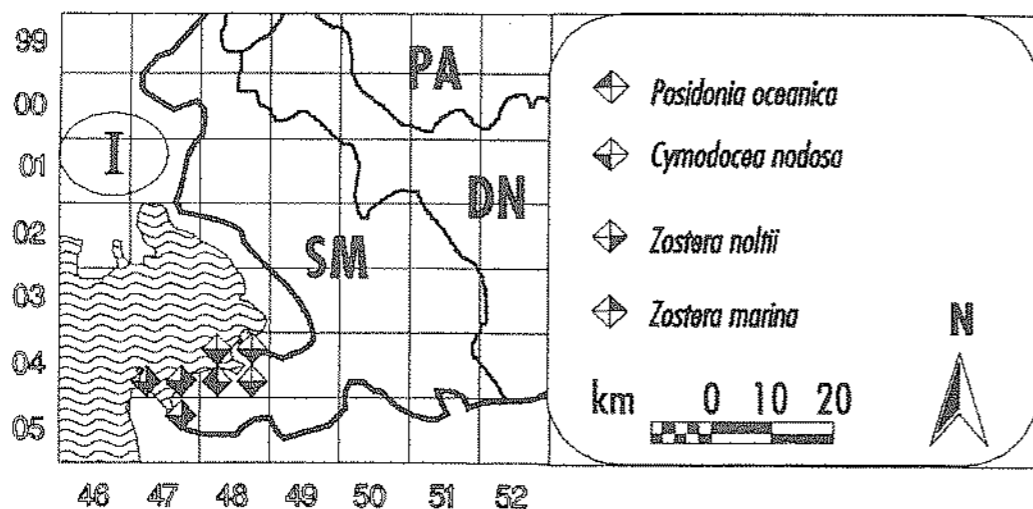 99
00
01
02
03
04
05
46 47 48 49 50 51 52
I
PA
DN
SM
Posidonia oceanica
Cymodocea nodosa
Zostera noltii
Zostera marina
N
km 0 10 20